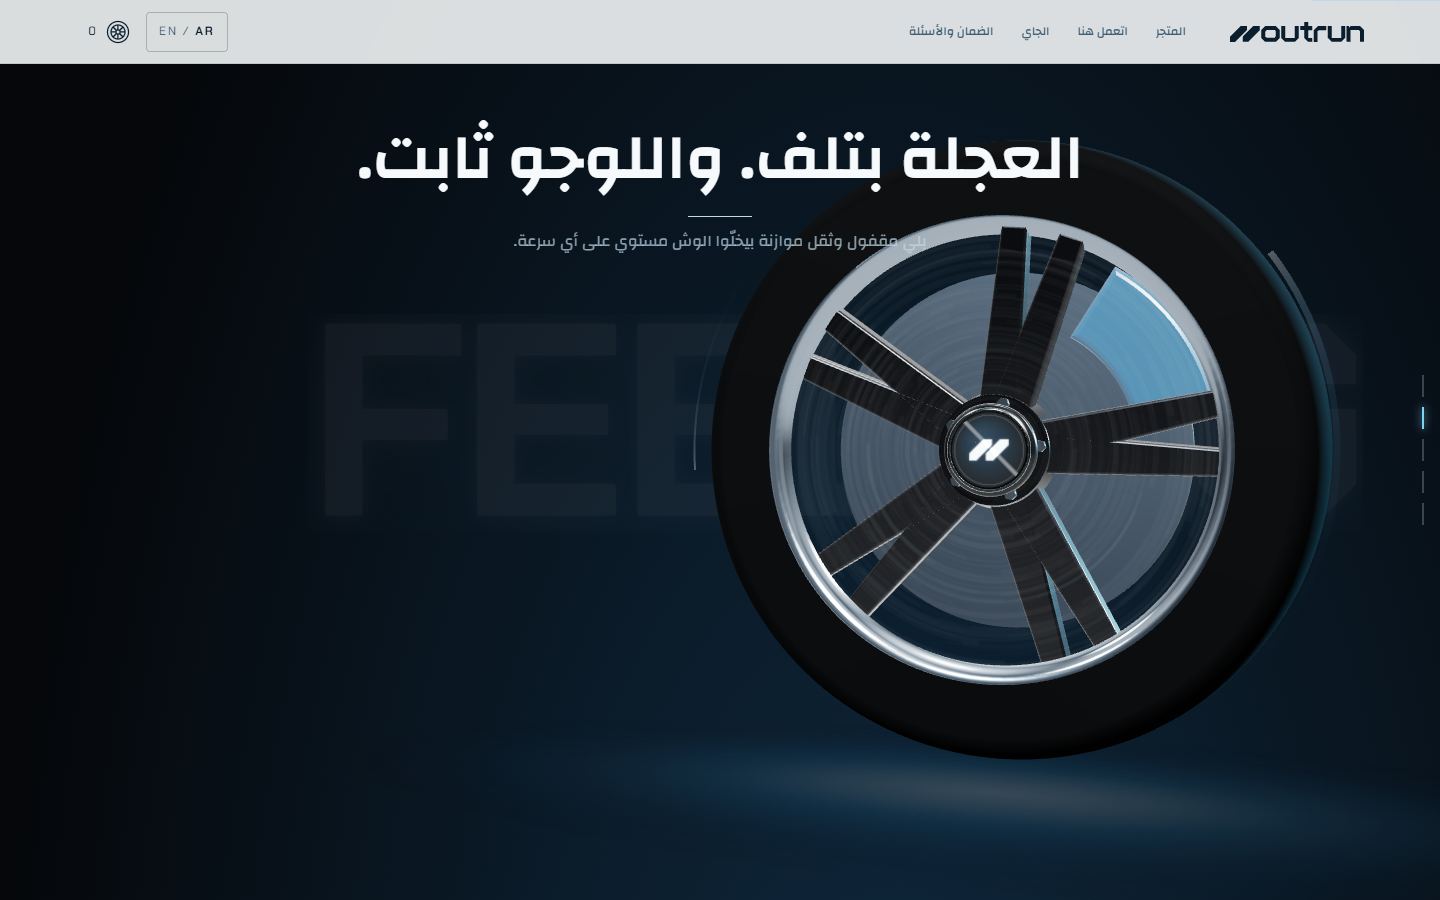 outrun
المتجر
اتعمل هنا
الجاي
الضمان والأسئلة
EN / AR
0
العجلة بتلف. واللوجو ثابت.
بلي مقفول وثقل موازنة بيخلّوا الوش مستوي على أي سرعة.